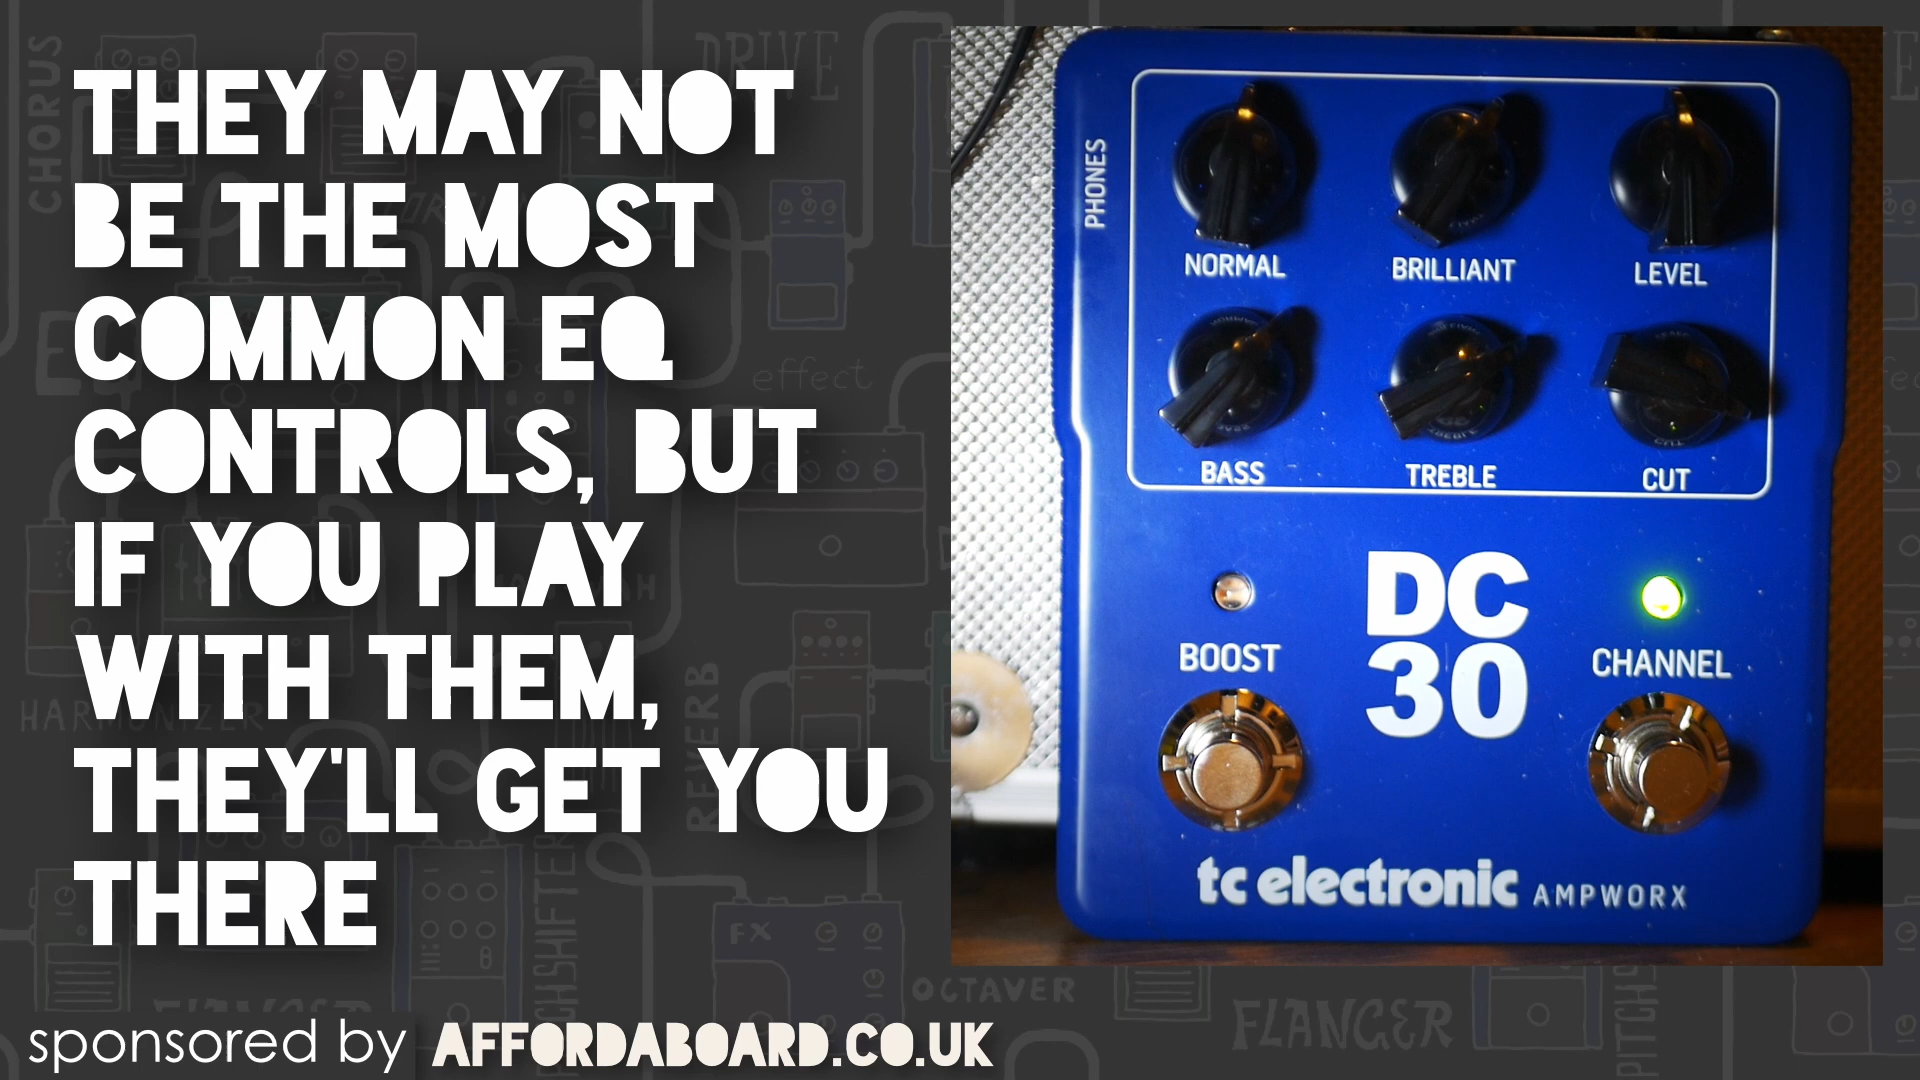 THEY MAY NOT
BE THE MOST
COMMON EQ
CONTROLS, BUT
IF YOU PLAY
WITH THEM,
THEY'LL GET YOU
THERE
sponsored by AFFORDABOARD.CO.UK
PHONES
NORMAL BRILLIANT LEVEL
BASS TREBLE CUT
DC
30
BOOST CHANNEL
tc electronic AMPWORX
CHORUS
DRIVE
effect
HARMONIZER
REVERB
FX
OCTAVER
FLANGER
FLANGER